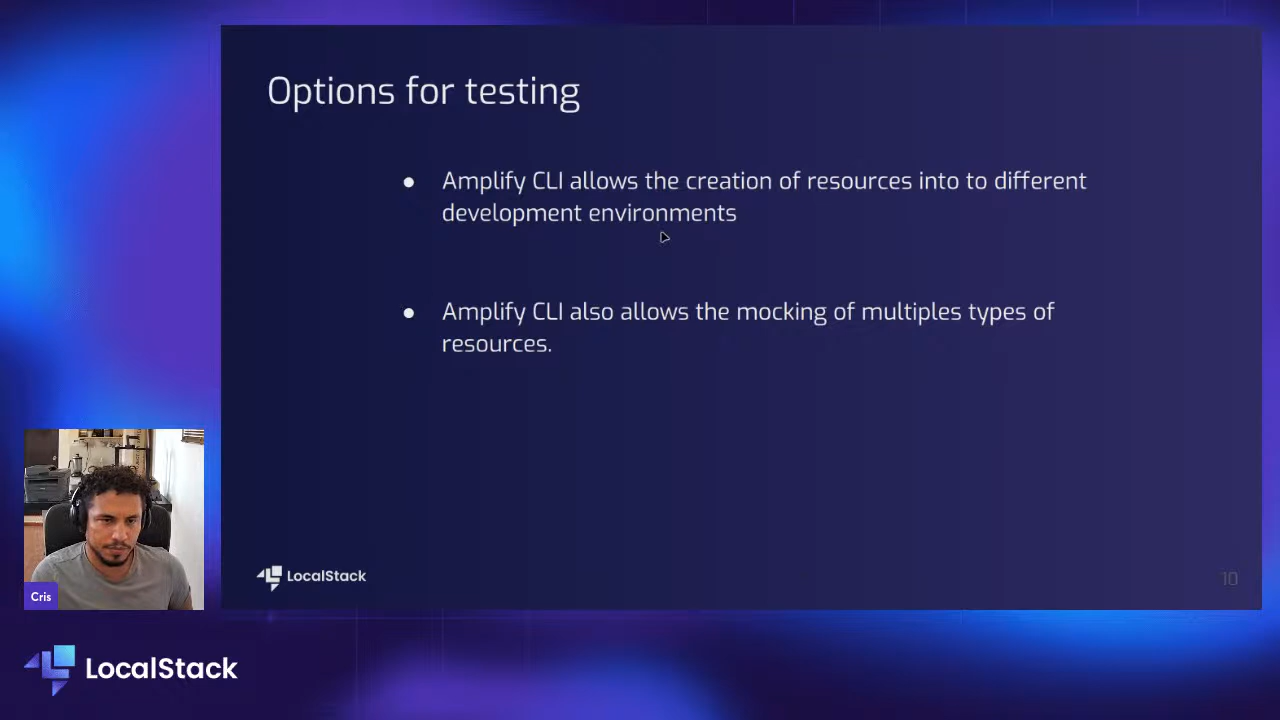 Options for testing
● Amplify CLI allows the creation of resources into to different
development environments
● Amplify CLI also allows the mocking of multiples types of
resources.
LocalStack
10
Cris
LocalStack